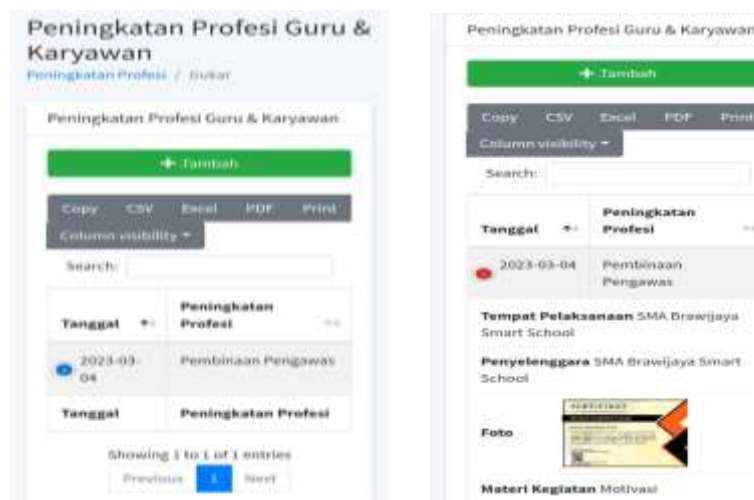 Peningkatan Profesi Guru &
Karyawan
Peningkatan Profesi / Gukar
Peningkatan Profesi Guru & Karyawan
+ Tambah
Copy CSV Excel PDF Print
Column visibility
Search:
Tanggal
Peningkatan
Profesi
2023-03-
04
Pembinaan Pengawas
Tanggal
Peningkatan Profesi
Showing 1 to 1 of 1 entries
Previous 1 Next
Peningkatan Profesi Guru & Karyawan
+ Tambah
Copy CSV Excel PDF Print
Column visibility
Search:
Tanggal
Peningkatan
Profesi
2023-03-04
Pembinaan
Pengawas
Tempat Pelaksanaan SMA Brawijaya
Smart School
Penyelenggara SMA Brawijaya Smart
School
Foto
SERTIFIKAT
Materi Kegiatan Motivasi